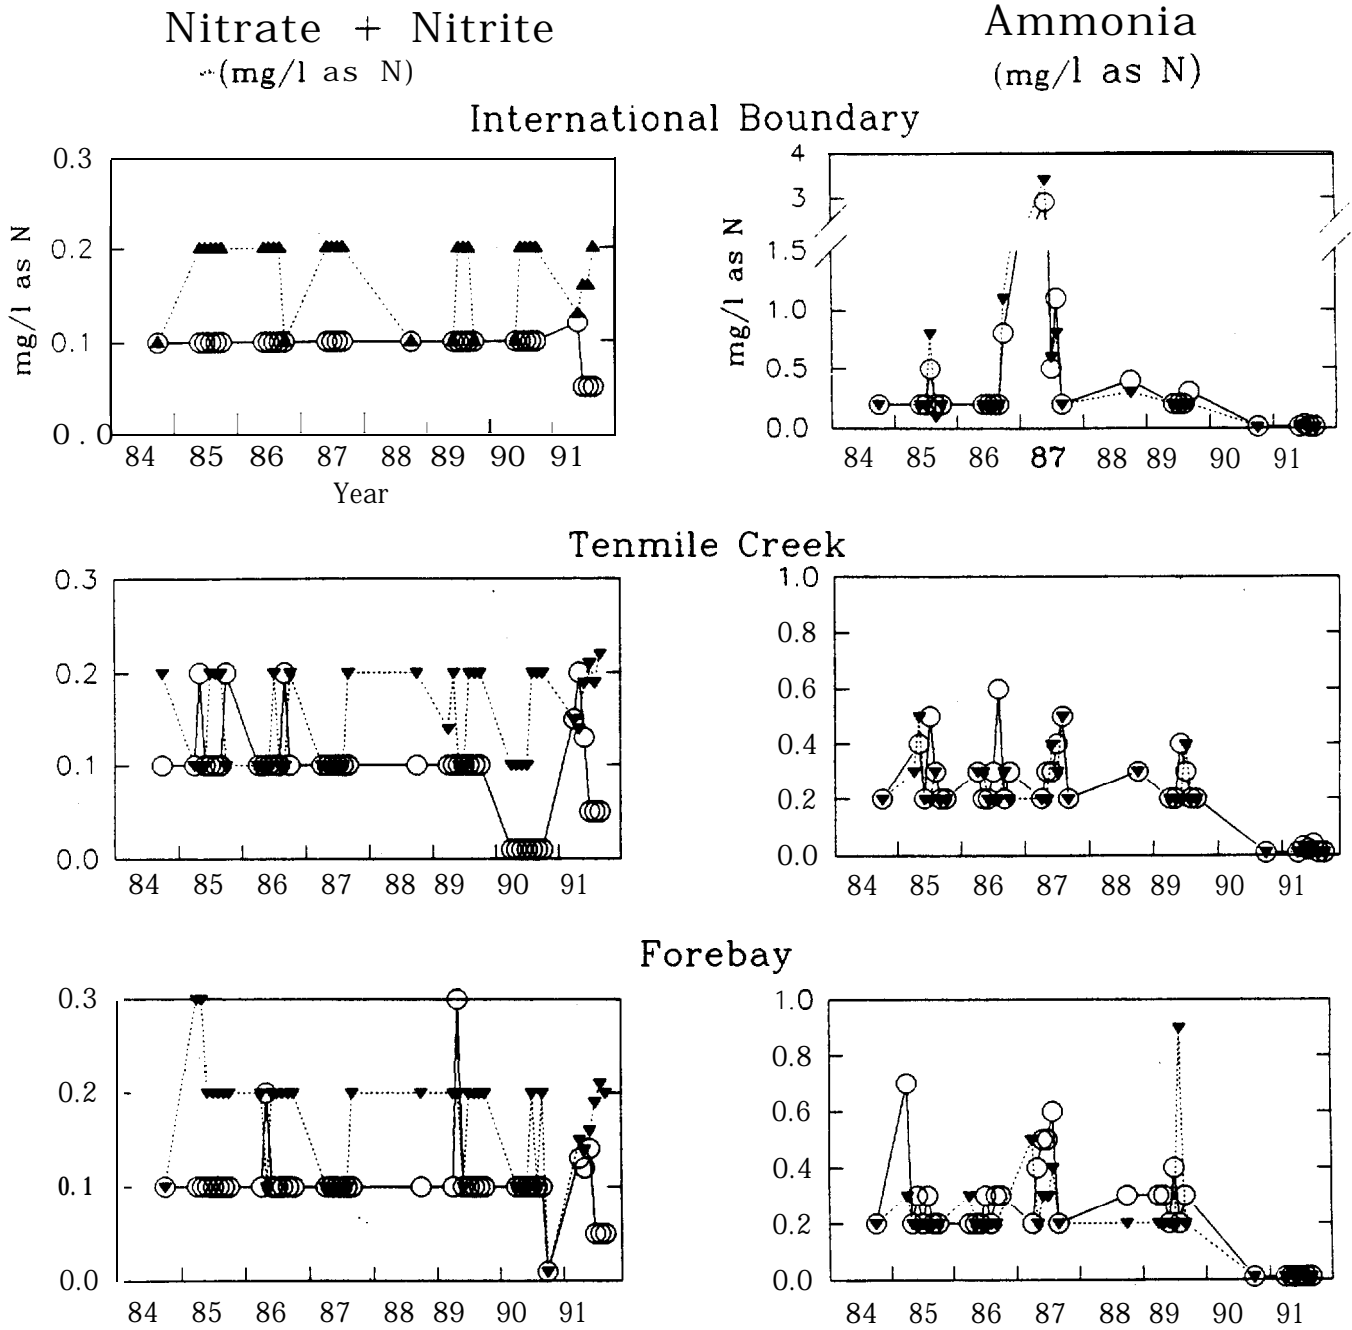 Nitrate + Nitrite
(mg/l as N)
Ammonia
(mg/l as N)
International Boundary
0.3
0.2
0.1
0.0
mg/l as N
84 85 86 87 88 89 90 91
Year
4
3
1.5
1.0
0.5
0.0
mg/l as N
84 85 86 87 88 89 90 91
Tenmile Creek
0.3
0.2
0.1
0.0
84 85 86 87 88 89 90 91
1.0
0.8
0.6
0.4
0.2
0.0
84 85 86 87 88 89 90 91
Forebay
0.3
0.2
0.1
0.0
84 85 86 87 88 89 90 91
1.0
0.8
0.6
0.4
0.2
0.0
84 85 86 87 88 89 90 91